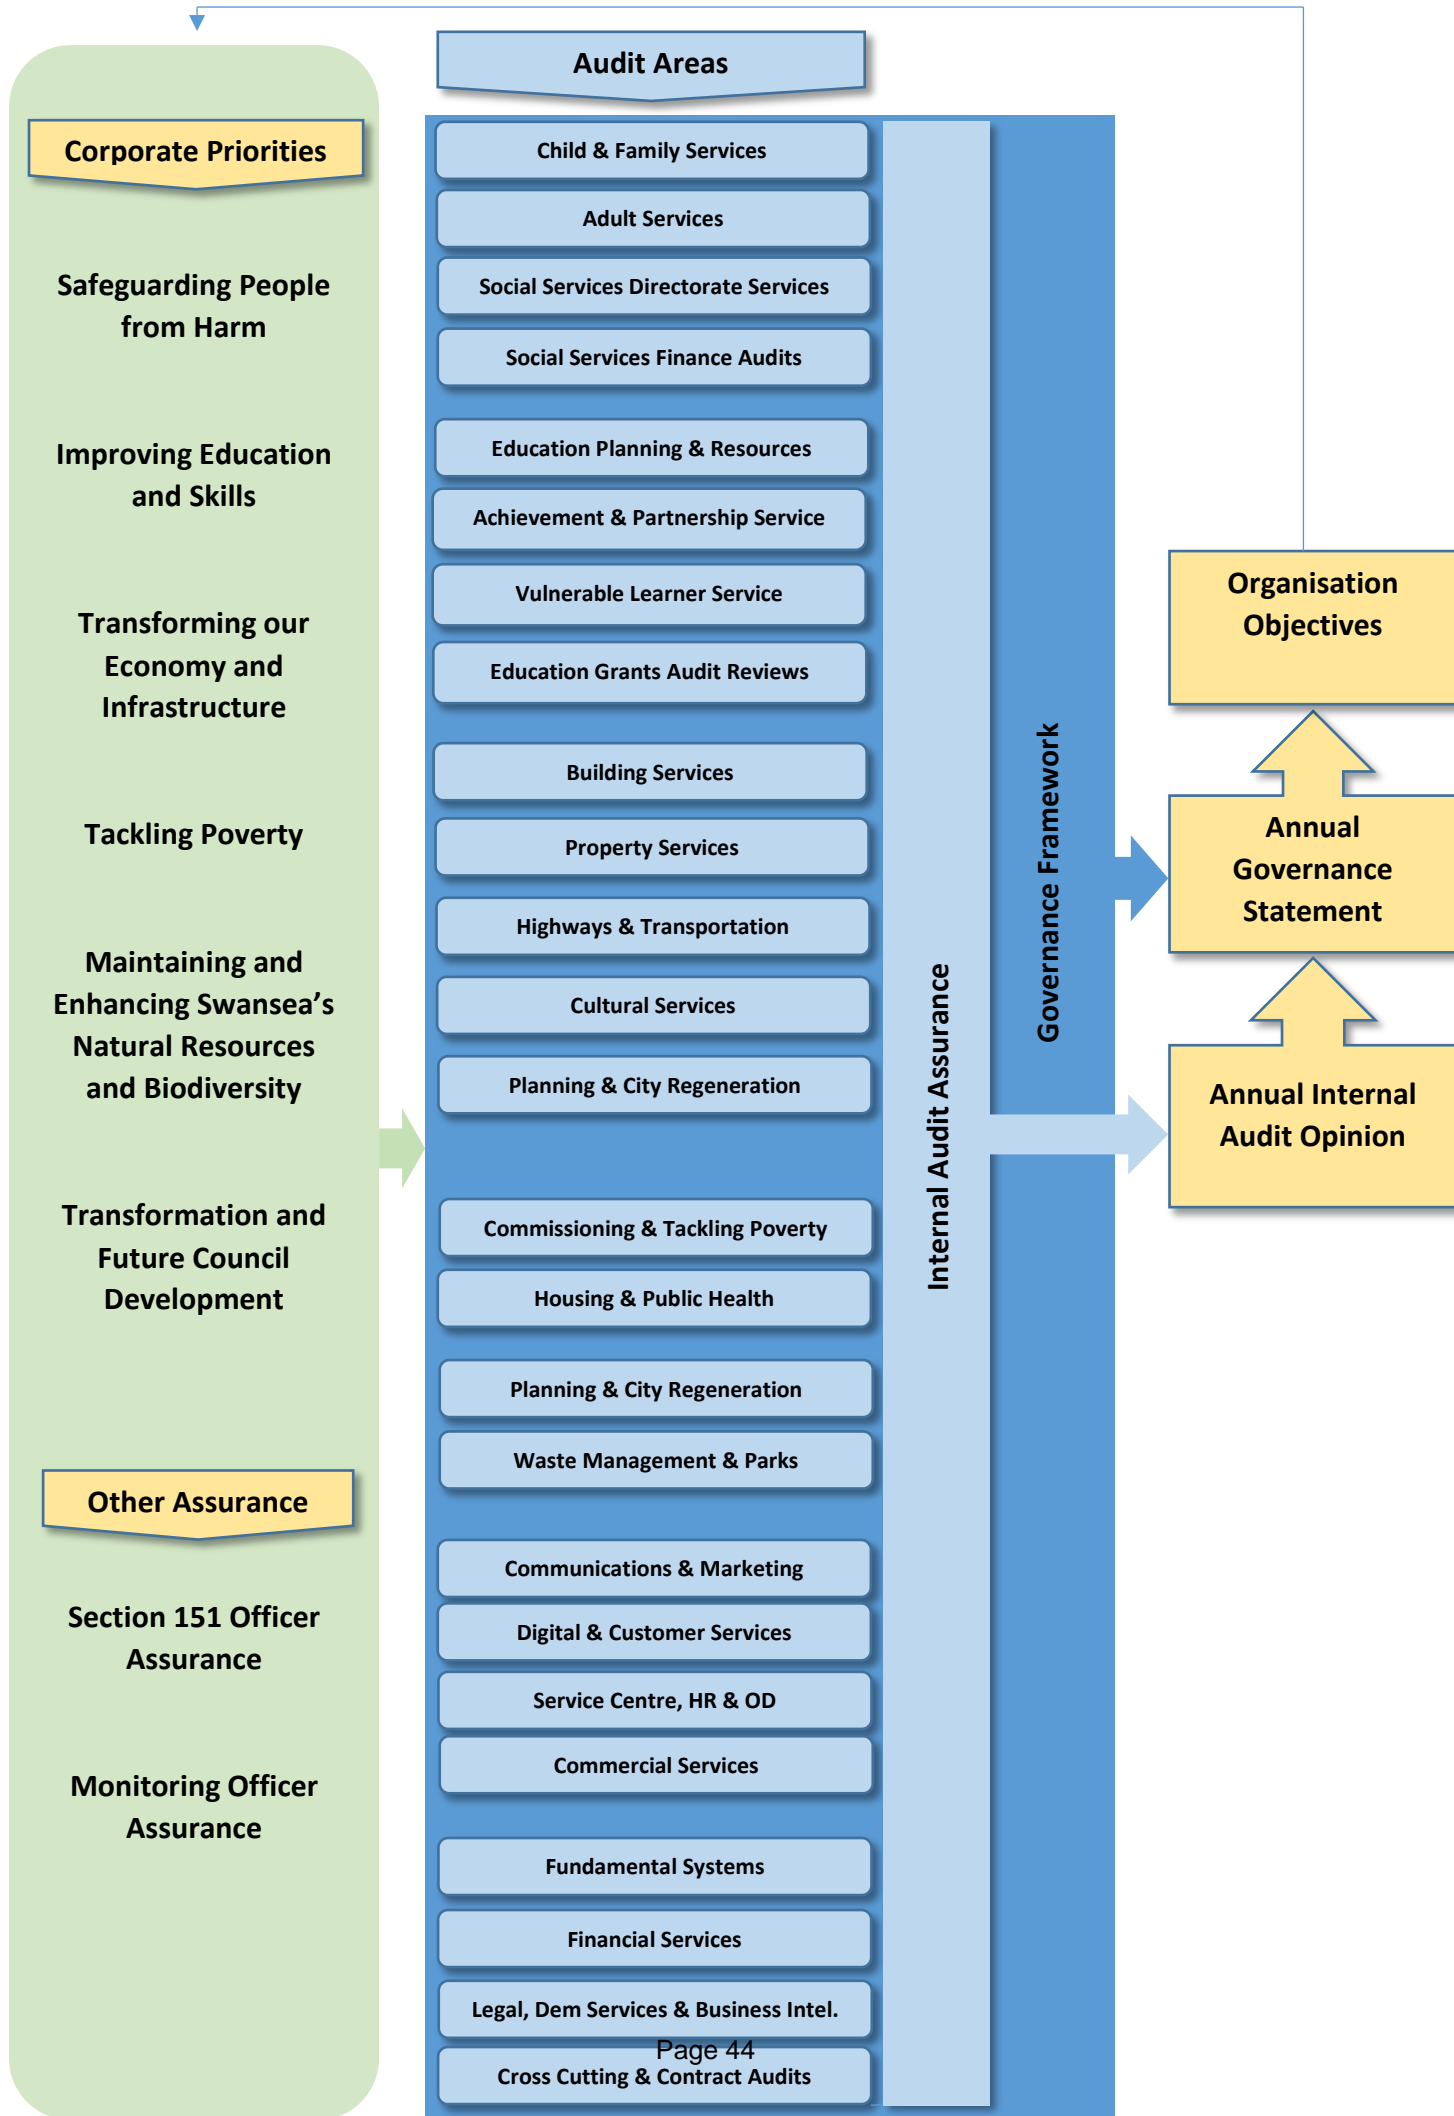 Corporate Priorities
Safeguarding People
from Harm
Improving Education
and Skills
Transforming our
Economy and
Infrastructure
Tackling Poverty
Maintaining and
Enhancing Swansea’s
Natural Resources
and Biodiversity
Transformation and
Future Council
Development
Other Assurance
Section 151 Officer
Assurance
Monitoring Officer
Assurance
Audit Areas
Child & Family Services
Adult Services
Social Services Directorate Services
Social Services Finance Audits
Education Planning & Resources
Achievement & Partnership Service
Vulnerable Learner Service
Education Grants Audit Reviews
Building Services
Property Services
Highways & Transportation
Cultural Services
Planning & City Regeneration
Commissioning & Tackling Poverty
Housing & Public Health
Planning & City Regeneration
Waste Management & Parks
Communications & Marketing
Digital & Customer Services
Service Centre, HR & OD
Commercial Services
Fundamental Systems
Financial Services
Legal, Dem Services & Business Intel.
Page 44
Cross Cutting & Contract Audits
Internal Audit Assurance
Governance Framework
Organisation
Objectives
Annual
Governance
Statement
Annual Internal
Audit Opinion